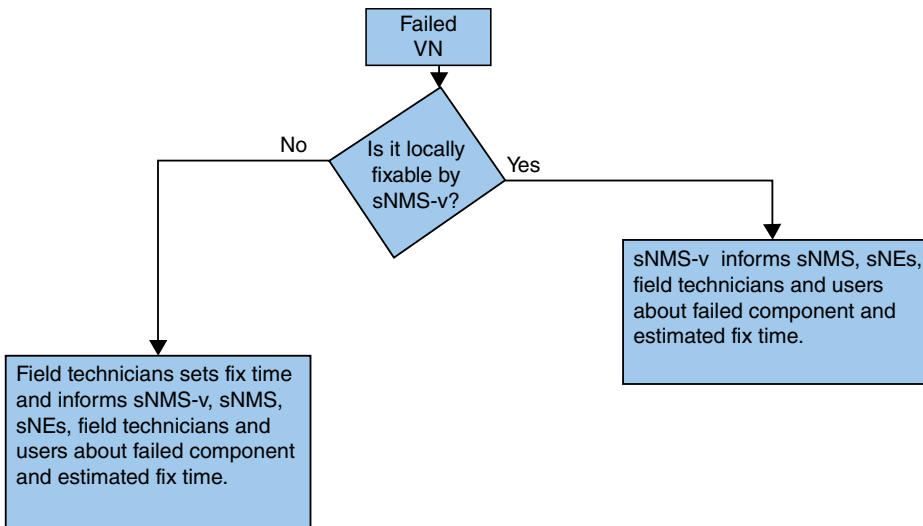 Failed
VN
Is it locally
fixable by
sNMS-v?
No
Yes
sNMS-v informs sNMS, sNEs,
field technicians and users
about failed component and
estimated fix time.
Field technicians sets fix time
and informs sNMS-v, sNMS,
sNEs, field technicians and
users about failed component
and estimated fix time.